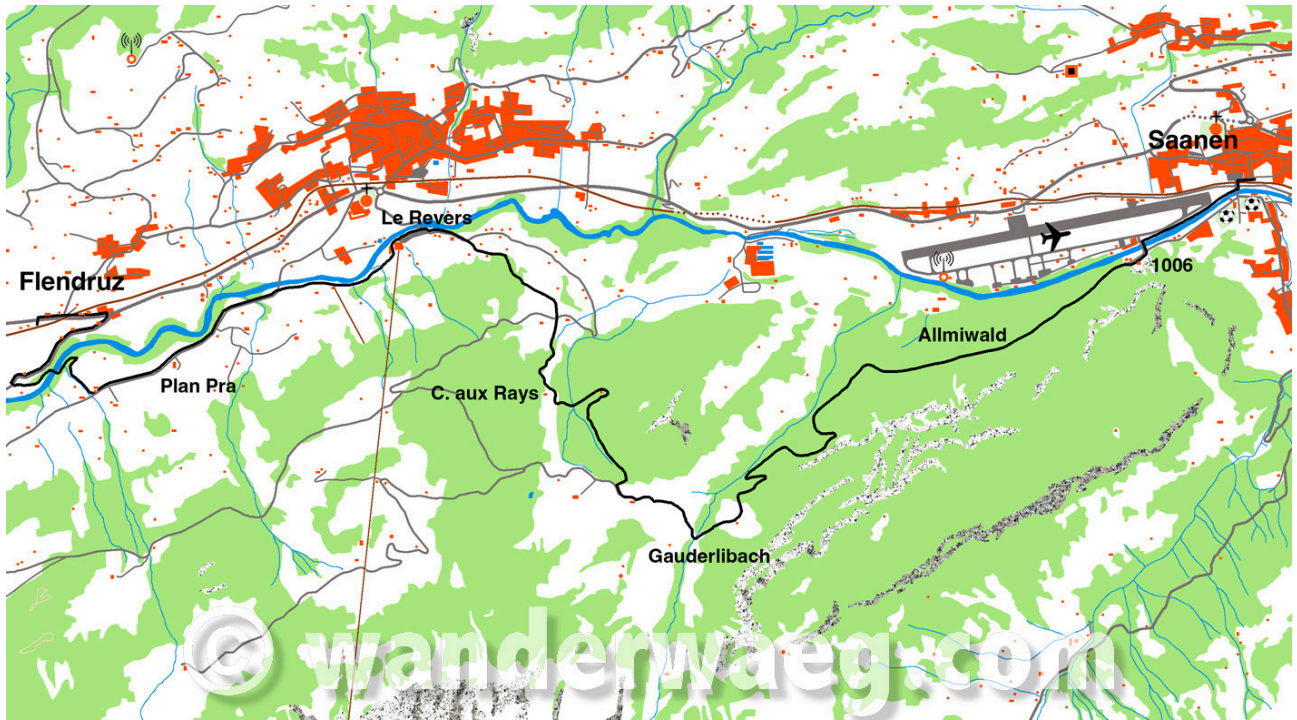 Saanen
Le Revers
1006
Flendruz
Allmiwald
Plan Pra
C. aux Rays
Gauderlibach
© wanderwaeg.com